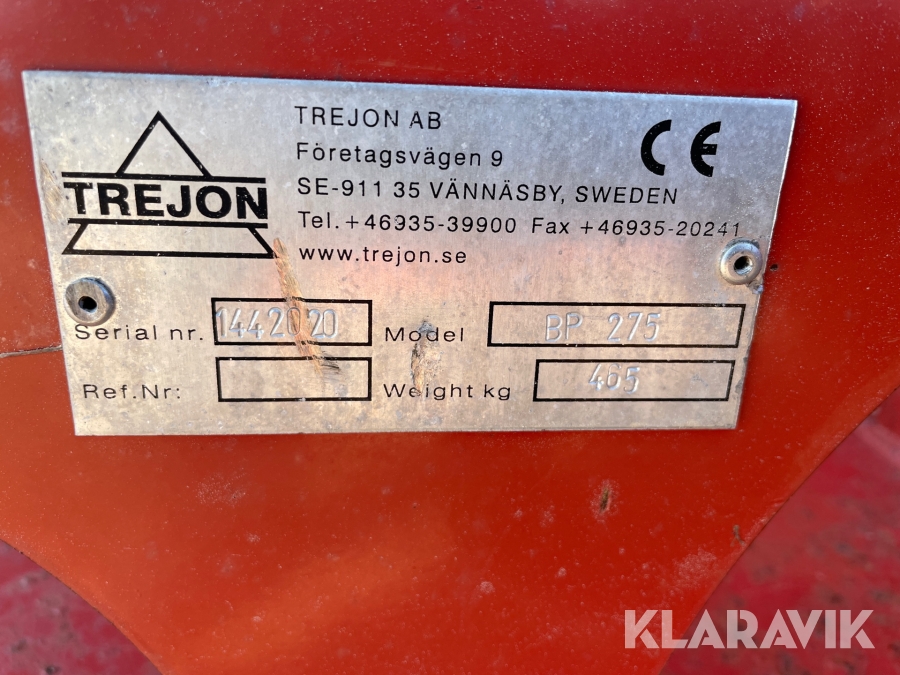 TREJON
TREJON AB
Företagsvägen 9
SE-911 35 VÄNNÄSBY, SWEDEN
Tel. +46935-39900 Fax +46935-20241
www.trejon.se
CE
Serial nr. 1442020 Model BP 275
Ref.Nr: Weight kg 465
KLARAVIK